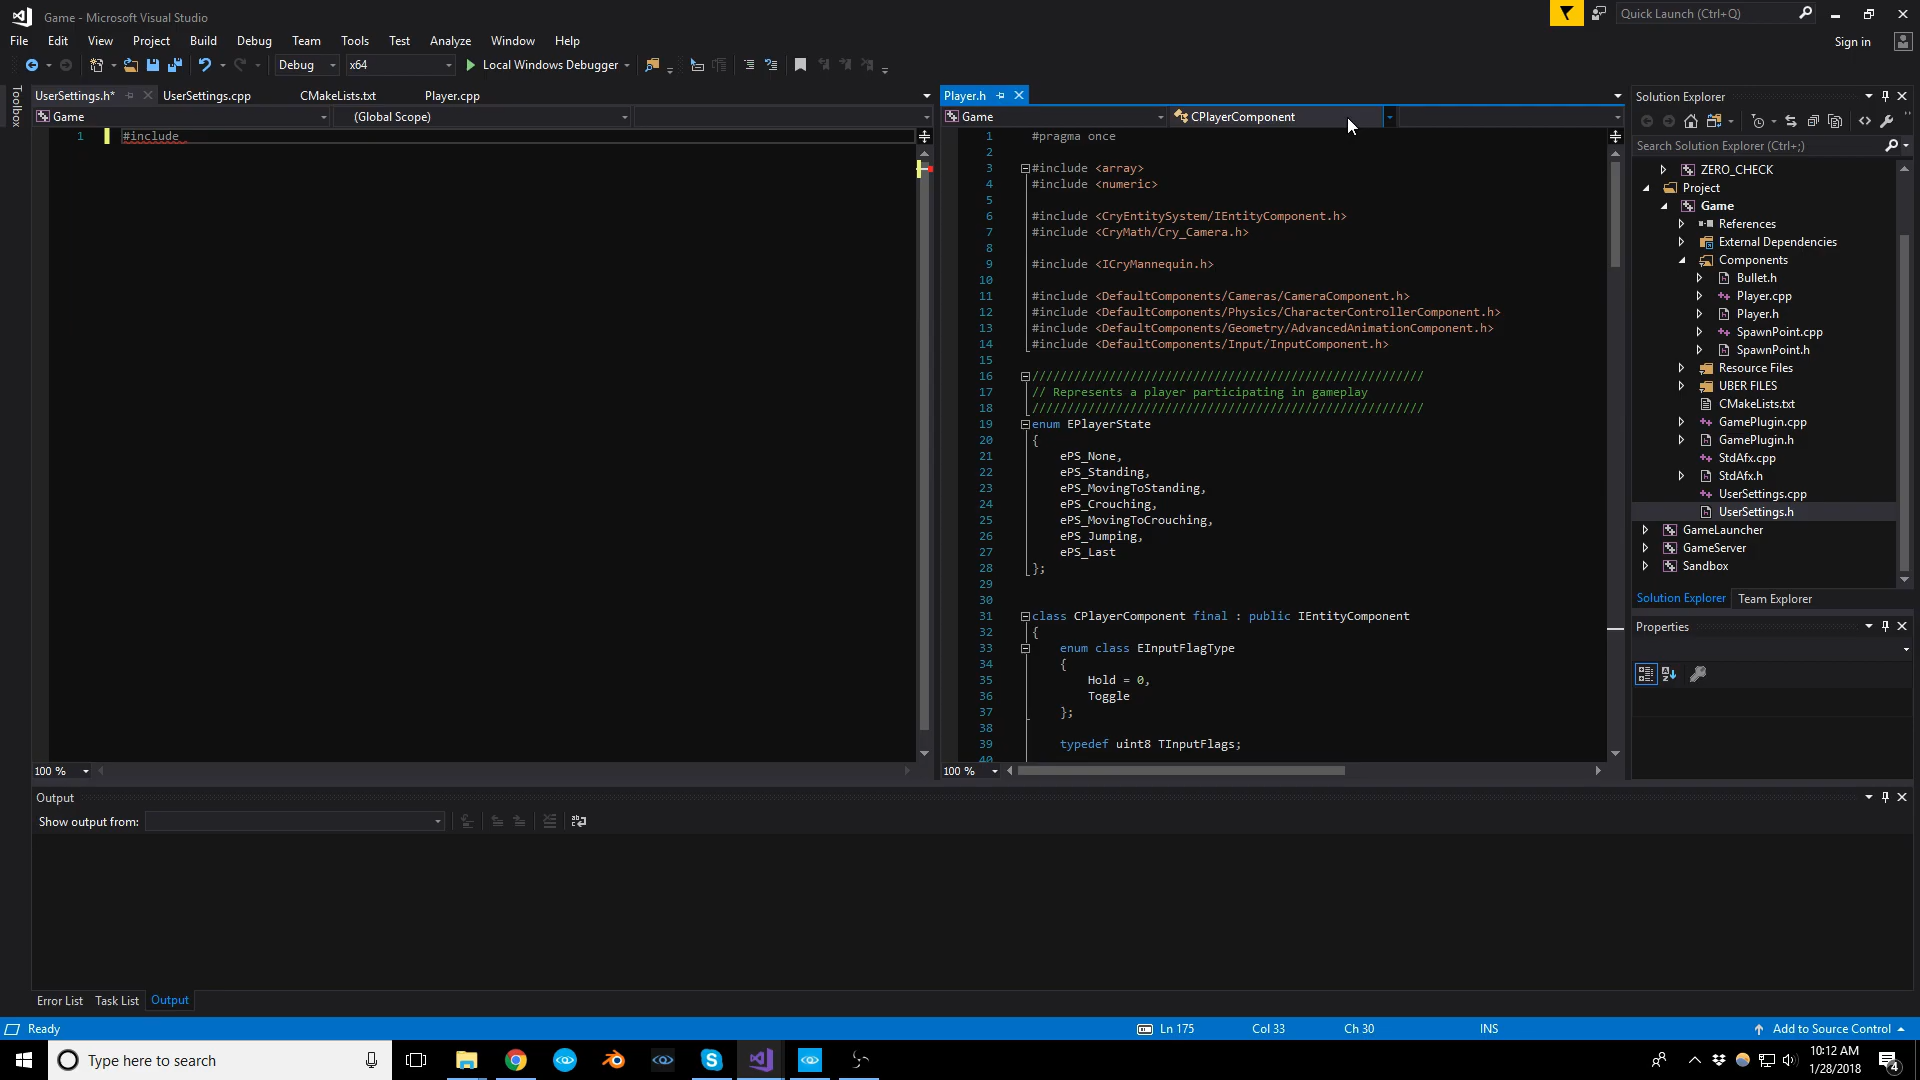 Game - Microsoft Visual Studio
Quick Launch (Ctrl+Q)
File Edit View Project Build Debug Team Tools Test Analyze Window Help
Sign in
Debug x64 Local Windows Debugger
Toolbox
UserSettings.h* UserSettings.cpp CMakeLists.txt Player.cpp
Game (Global Scope)
1 #include
100 %
Player.h
Game CPlayerComponent
1 #pragma once
2
3 #include <array>
4 #include <numeric>
5
6 #include <CryEntitySystem/IEntityComponent.h>
7 #include <CryMath/Cry_Camera.h>
8
9 #include <ICryMannequin.h>
10
11 #include <DefaultComponents/Cameras/CameraComponent.h>
12 #include <DefaultComponents/Physics/CharacterControllerComponent.h>
13 #include <DefaultComponents/Geometry/AdvancedAnimationComponent.h>
14 #include <DefaultComponents/Input/InputComponent.h>
15
16 ////////////////////////////////////////////////////////
17 // Represents a player participating in gameplay
18 ////////////////////////////////////////////////////////
19 enum EPlayerState
20 {
21 ePS_None,
22 ePS_Standing,
23 ePS_MovingToStanding,
24 ePS_Crouching,
25 ePS_MovingToCrouching,
26 ePS_Jumping,
27 ePS_Last
28 };
29
30
31 class CPlayerComponent final : public IEntityComponent
32 {
33 enum class EInputFlagType
34 {
35 Hold = 0,
36 Toggle
37 };
38
39 typedef uint8 TInputFlags;
40
100 %
Solution Explorer
Search Solution Explorer (Ctrl+;)
ZERO_CHECK
Project
Game
References
External Dependencies
Components
Bullet.h
Player.cpp
Player.h
SpawnPoint.cpp
SpawnPoint.h
Resource Files
UBER FILES
CMakeLists.txt
GamePlugin.cpp
GamePlugin.h
StdAfx.cpp
StdAfx.h
UserSettings.cpp
UserSettings.h
GameLauncher
GameServer
Sandbox
Solution Explorer Team Explorer
Properties
Output
Show output from:
Error List Task List Output
Ready Ln 175 Col 33 Ch 30 INS Add to Source Control
Type here to search
10:12 AM
1/28/2018
4